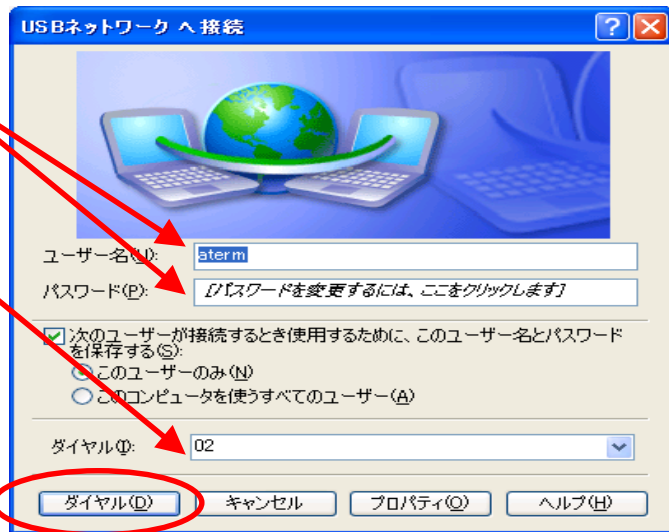 USBネットワーク へ接続
ユーザー名(U):
aterm
パスワード(P):
[パスワードを変更するには、ここをクリックします]
次のユーザーが接続するとき使用するために、このユーザー名とパスワード
を保存する(S):
このユーザーのみ(N)
このコンピュータを使うすべてのユーザー(A)
ダイヤル(I):
02
ダイヤル(D)
キャンセル
プロパティ(O)
ヘルプ(H)